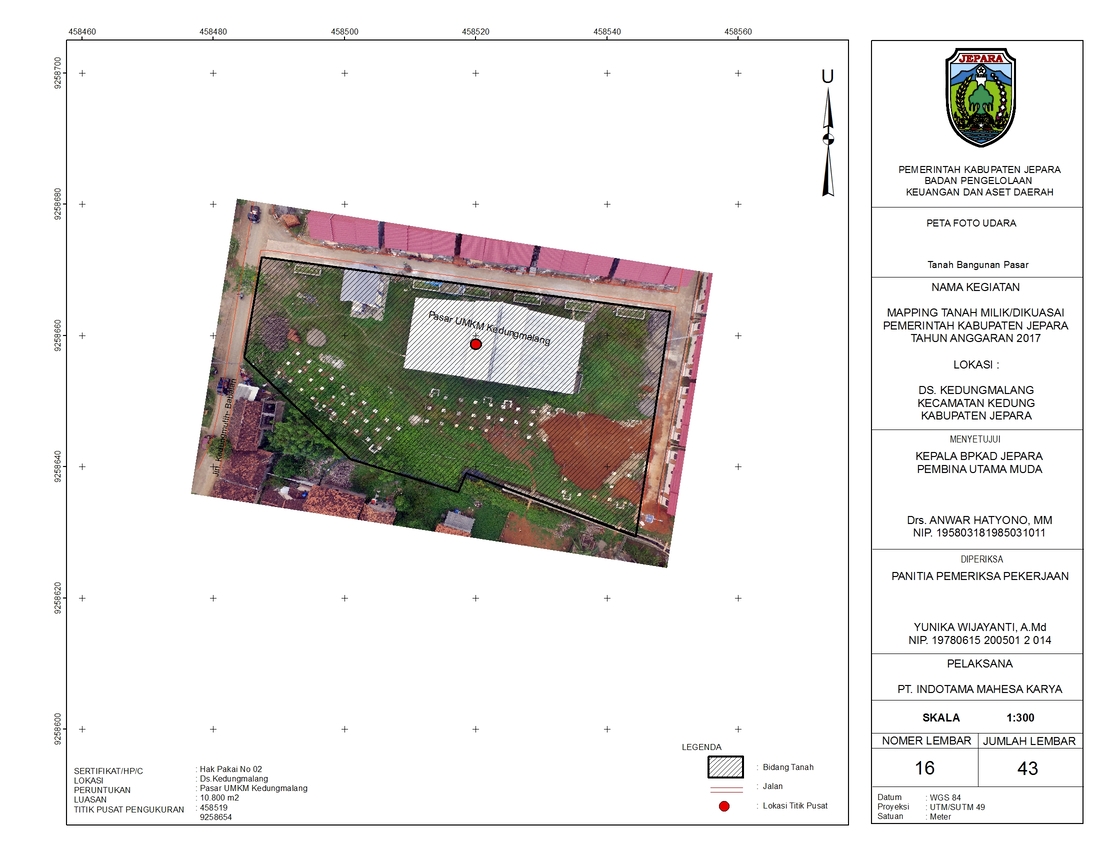 458460 458480 458500 458520 458540 458560
9258700
9258680
9258660
9258640
9258620
9258600
U
Pasar UMKM Kedungmalang
SERTIFIKAT/HP/C : Hak Pakai No 02
LOKASI : Ds.Kedungmalang
PERUNTUKAN : Pasar UMKM Kedungmalang
LUASAN : 10.800 m2
TITIK PUSAT PENGUKURAN : 458519
9258654
LEGENDA
: Bidang Tanah
: Jalan
: Lokasi Titik Pusat
JEPARA
PEMERINTAH KABUPATEN JEPARA
BADAN PENGELOLAAN
KEUANGAN DAN ASET DAERAH
PETA FOTO UDARA
Tanah Bangunan Pasar
NAMA KEGIATAN
MAPPING TANAH MILIK/DIKUASAI
PEMERINTAH KABUPATEN JEPARA
TAHUN ANGGARAN 2017
LOKASI :
DS. KEDUNGMALANG
KECAMATAN KEDUNG
KABUPATEN JEPARA
MENYETUJUI
KEPALA BPKAD JEPARA
PEMBINA UTAMA MUDA
Drs. ANWAR HATYONO, MM
NIP. 195803181985031011
DIPERIKSA
PANITIA PEMERIKSA PEKERJAAN
YUNIKA WIJAYANTI, A.Md
NIP. 19780615 200501 2 014
PELAKSANA
PT. INDOTAMA MAHESA KARYA
SKALA 1:300
NOMER LEMBAR JUMLAH LEMBAR
16 43
Datum : WGS 84
Proyeksi : UTM/SUTM 49
Satuan : Meter